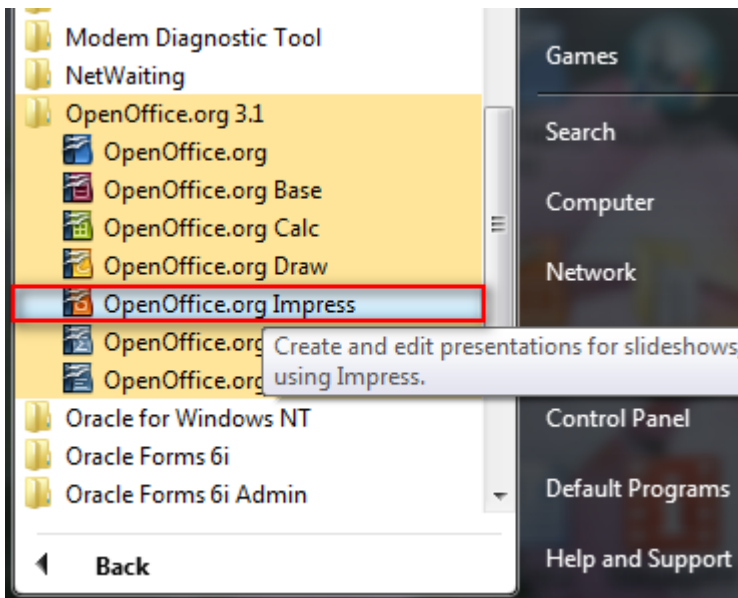 Modem Diagnostic Tool
NetWaiting
OpenOffice.org 3.1
OpenOffice.org
OpenOffice.org Base
OpenOffice.org Calc
OpenOffice.org Draw
OpenOffice.org Impress
OpenOffice.org
OpenOffice.org
Create and edit presentations for slideshows,
using Impress.
Oracle for Windows NT
Oracle Forms 6i
Oracle Forms 6i Admin
Back
Games
Search
Computer
Network
Control Panel
Default Programs
Help and Support